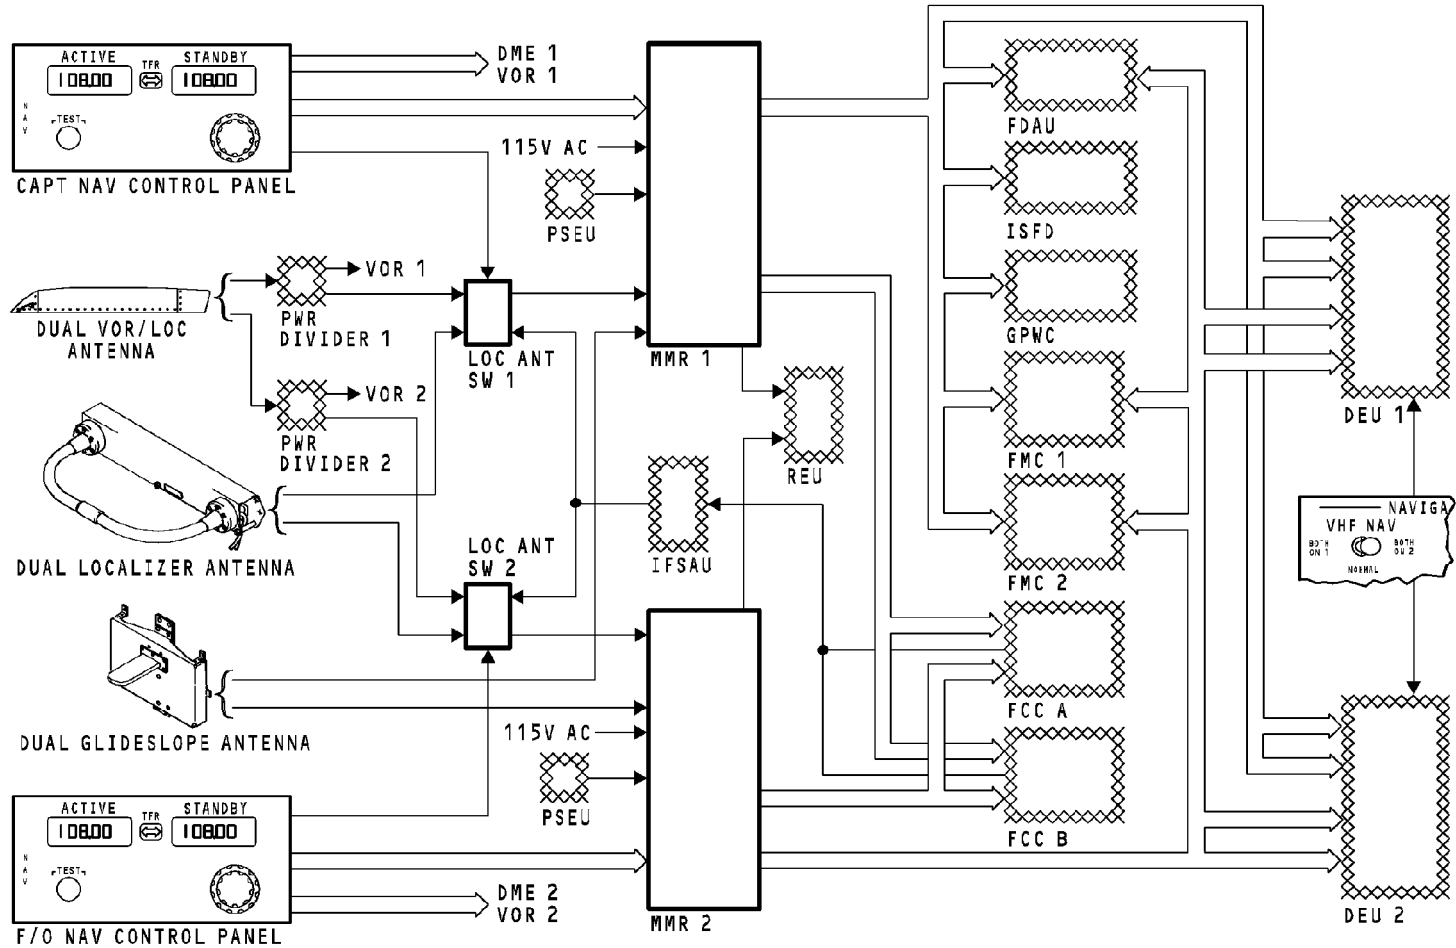 ACTIVE
STANDBY
TFR
108.00
108.00
NAV
TEST
CAPT NAV CONTROL PANEL
DME 1
VOR 1
115V AC
PSEU
MMR 1
FDAU
ISFD
GPWC
FMC 1
FMC 2
FCC A
FCC B
DEU 1
DEU 2
VOR 1
PWR
DIVIDER 1
DUAL VOR/LOC
ANTENNA
LOC ANT
SW 1
VOR 2
PWR
DIVIDER 2
REU
IFSAU
DUAL LOCALIZER ANTENNA
LOC ANT
SW 2
NAVIGA
VHF NAV
BOTH
ON 1
BOTH
ON 2
NORMAL
DUAL GLIDESLOPE ANTENNA
115V AC
PSEU
MMR 2
ACTIVE
STANDBY
TFR
108.00
108.00
NAV
TEST
F/O NAV CONTROL PANEL
DME 2
VOR 2